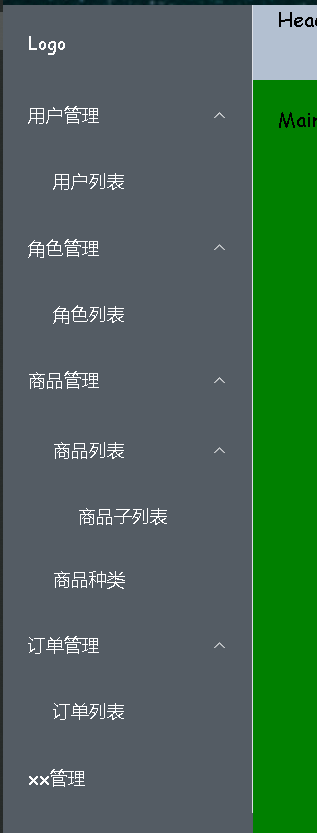 Logo
用户管理
用户列表
角色管理
角色列表
商品管理
商品列表
商品子列表
商品种类
订单管理
订单列表
xx管理
Head
Main